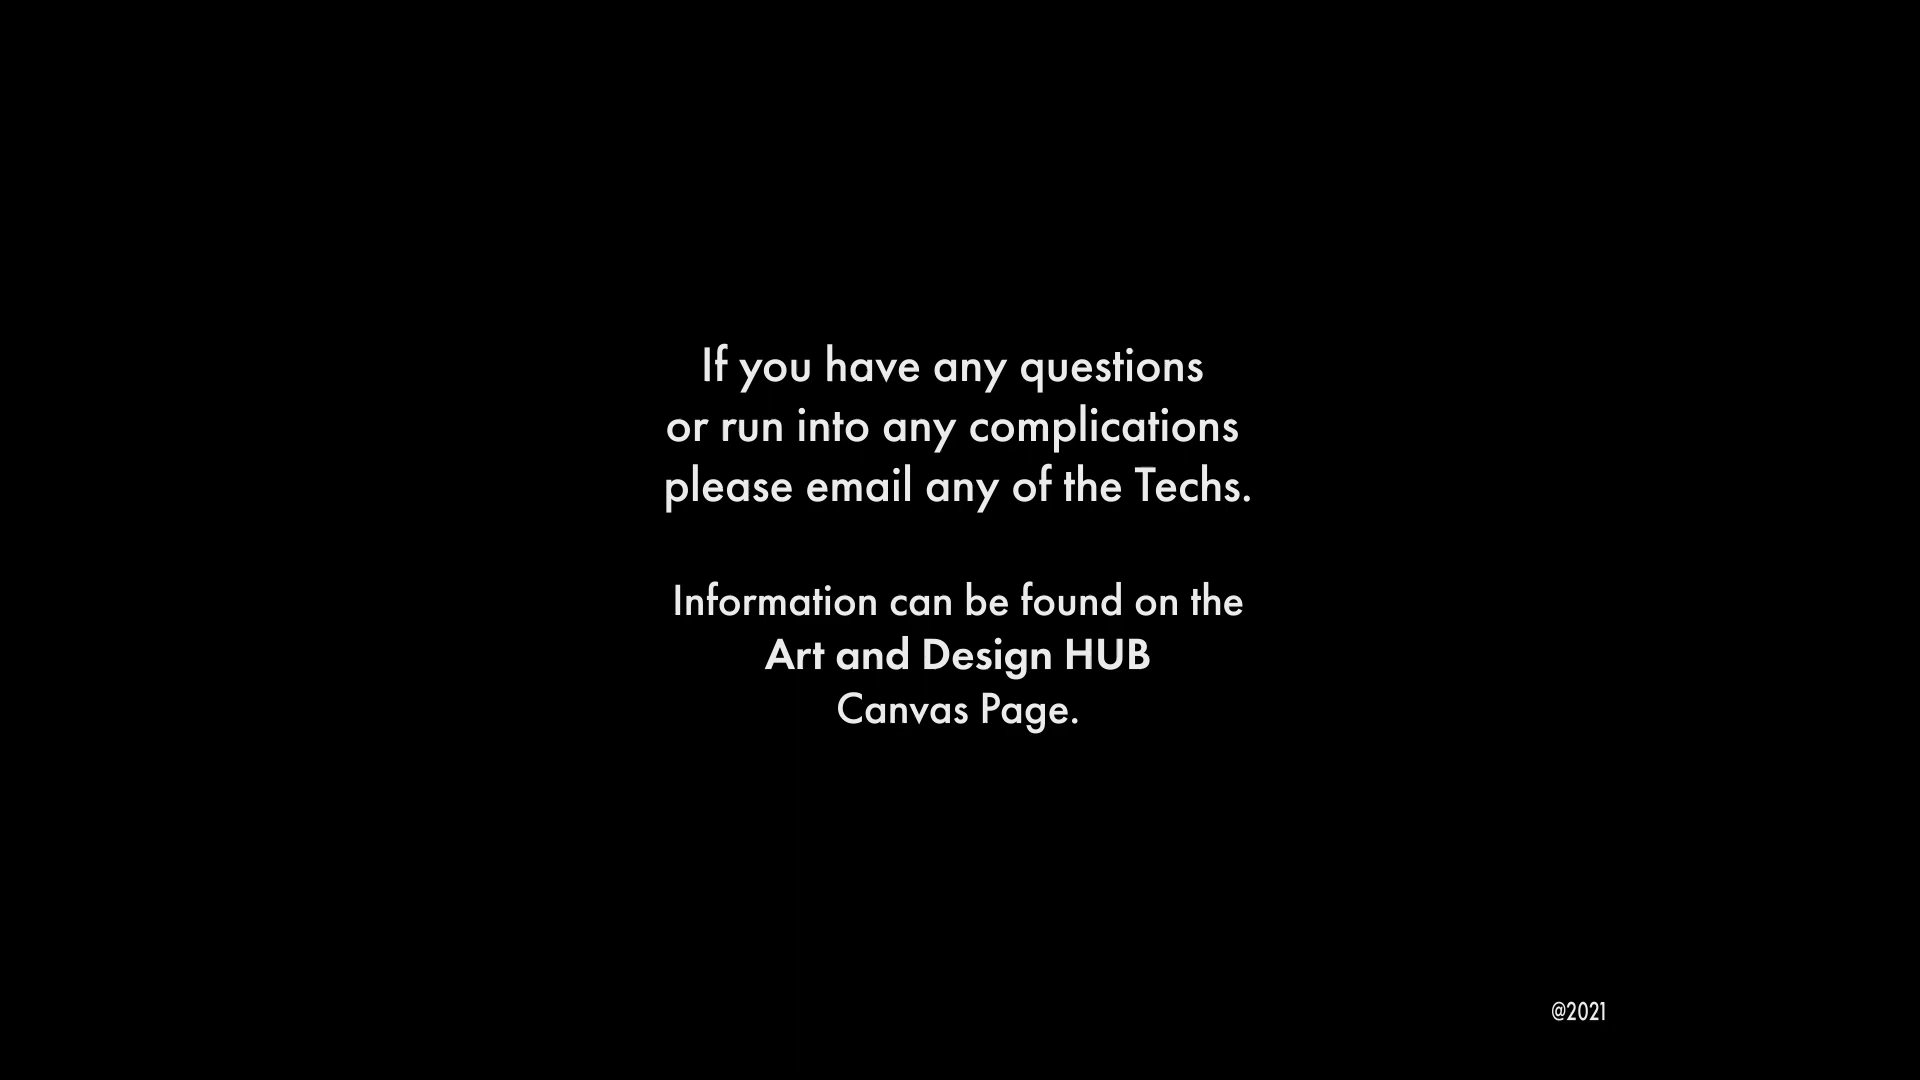 If you have any questions
or run into any complications
please email any of the Techs.
Information can be found on the
Art and Design HUB
Canvas Page.
@2021